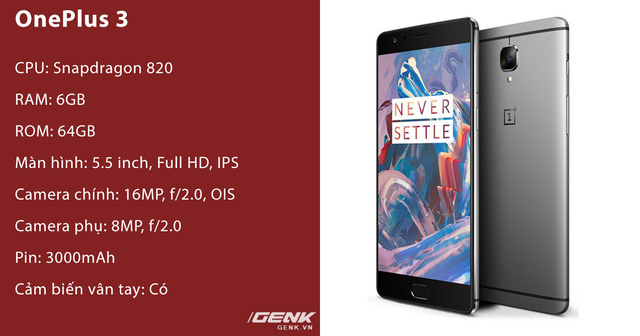 OnePlus 3
CPU: Snapdragon 820
RAM: 6GB
ROM: 64GB
Màn hình: 5.5 inch, Full HD, IPS
Camera chính: 16MP, f/2.0, OIS
Camera phụ: 8MP, f/2.0
Pin: 3000mAh
Cảm biến vân tay: Có
GENK
GENK.VN
NEVER
SETTLE
1+